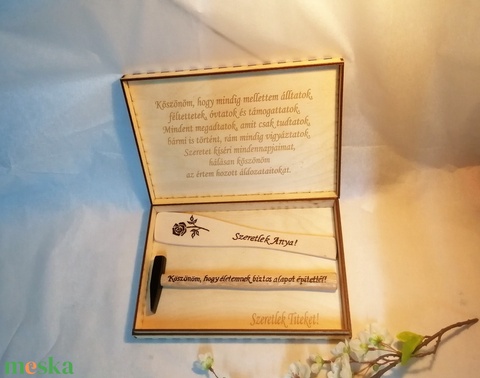 Köszönöm, hogy mindig mellettem álltatok,
féltettetek, óvtatok és támogattatok,
Mindent megadtatok, amit csak tudtatok,
bármi is történt, rám mindig vigyáztatok,
Szeretet kíséri mindennapjaimat,
hálásan köszönöm
az értem hozott áldozataitokat.
Szeretlek Anya!
Köszönöm, hogy életemnek biztos alapot építettél!
Szeretlek Titeket!
meska